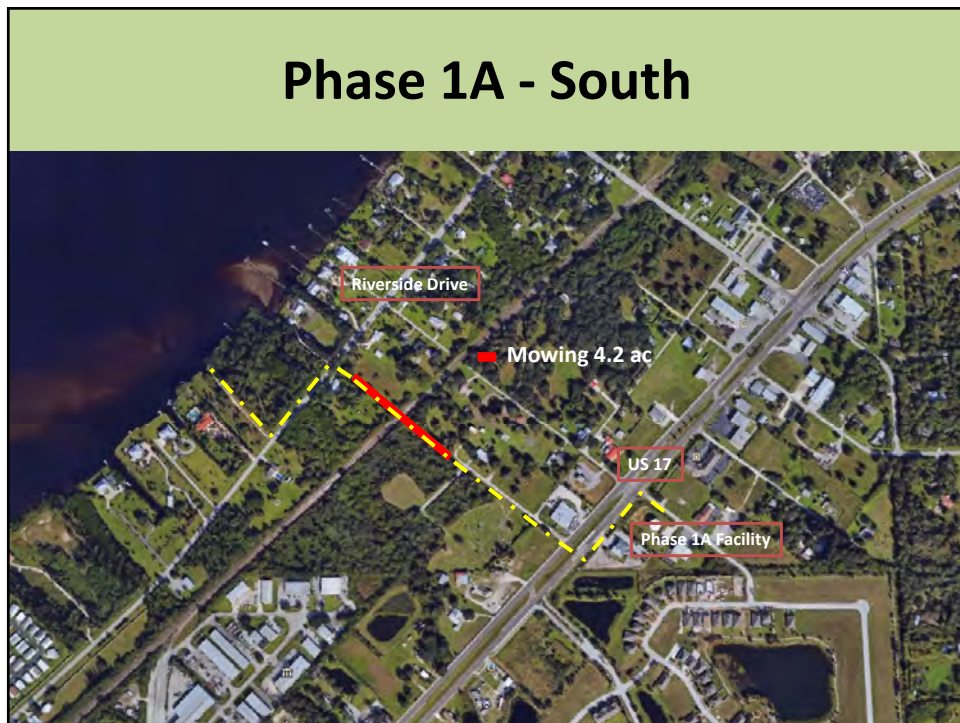 Phase 1A - South
Riverside Drive
Mowing 4.2 ac
US 17
Phase 1A Facility